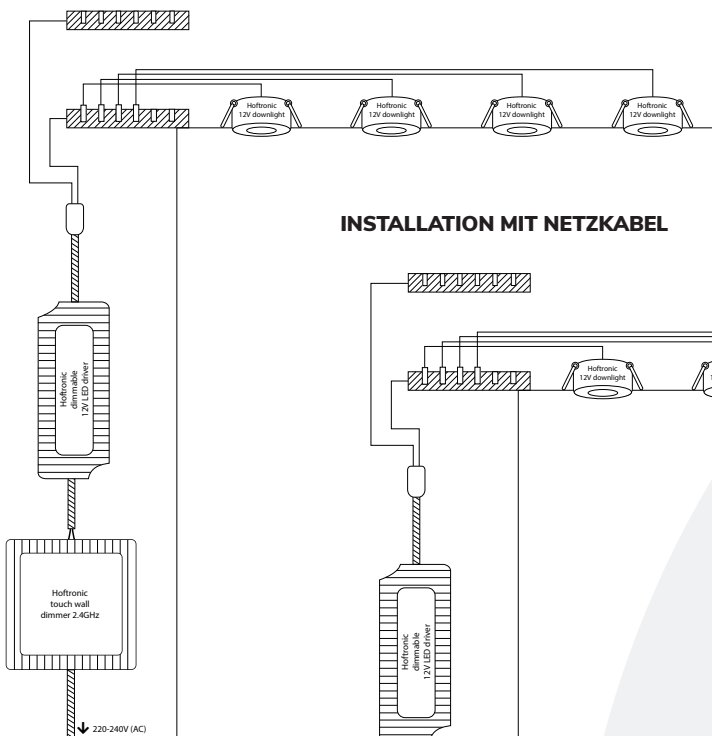 Hoftronic
12V downlight
Hoftronic
12V downlight
Hoftronic
12V downlight
Hoftronic
12V downlight
Hoftronic
dimmable
12V LED driver
Hoftronic
touch wall
dimmer 2.4GHz
220-240V (AC)
INSTALLATION MIT NETZKABEL
Hoftronic
12V downlight
Hoftronic
dimmable
12V LED driver